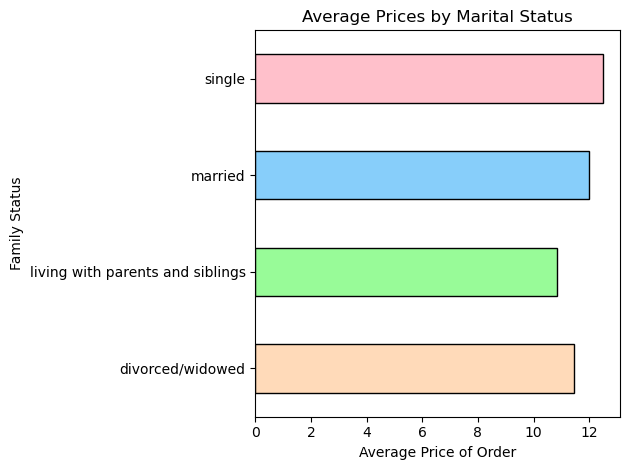 Average Prices by Marital Status
Family Status
single
married
living with parents and siblings
divorced/widowed
0 2 4 6 8 10 12
Average Price of Order